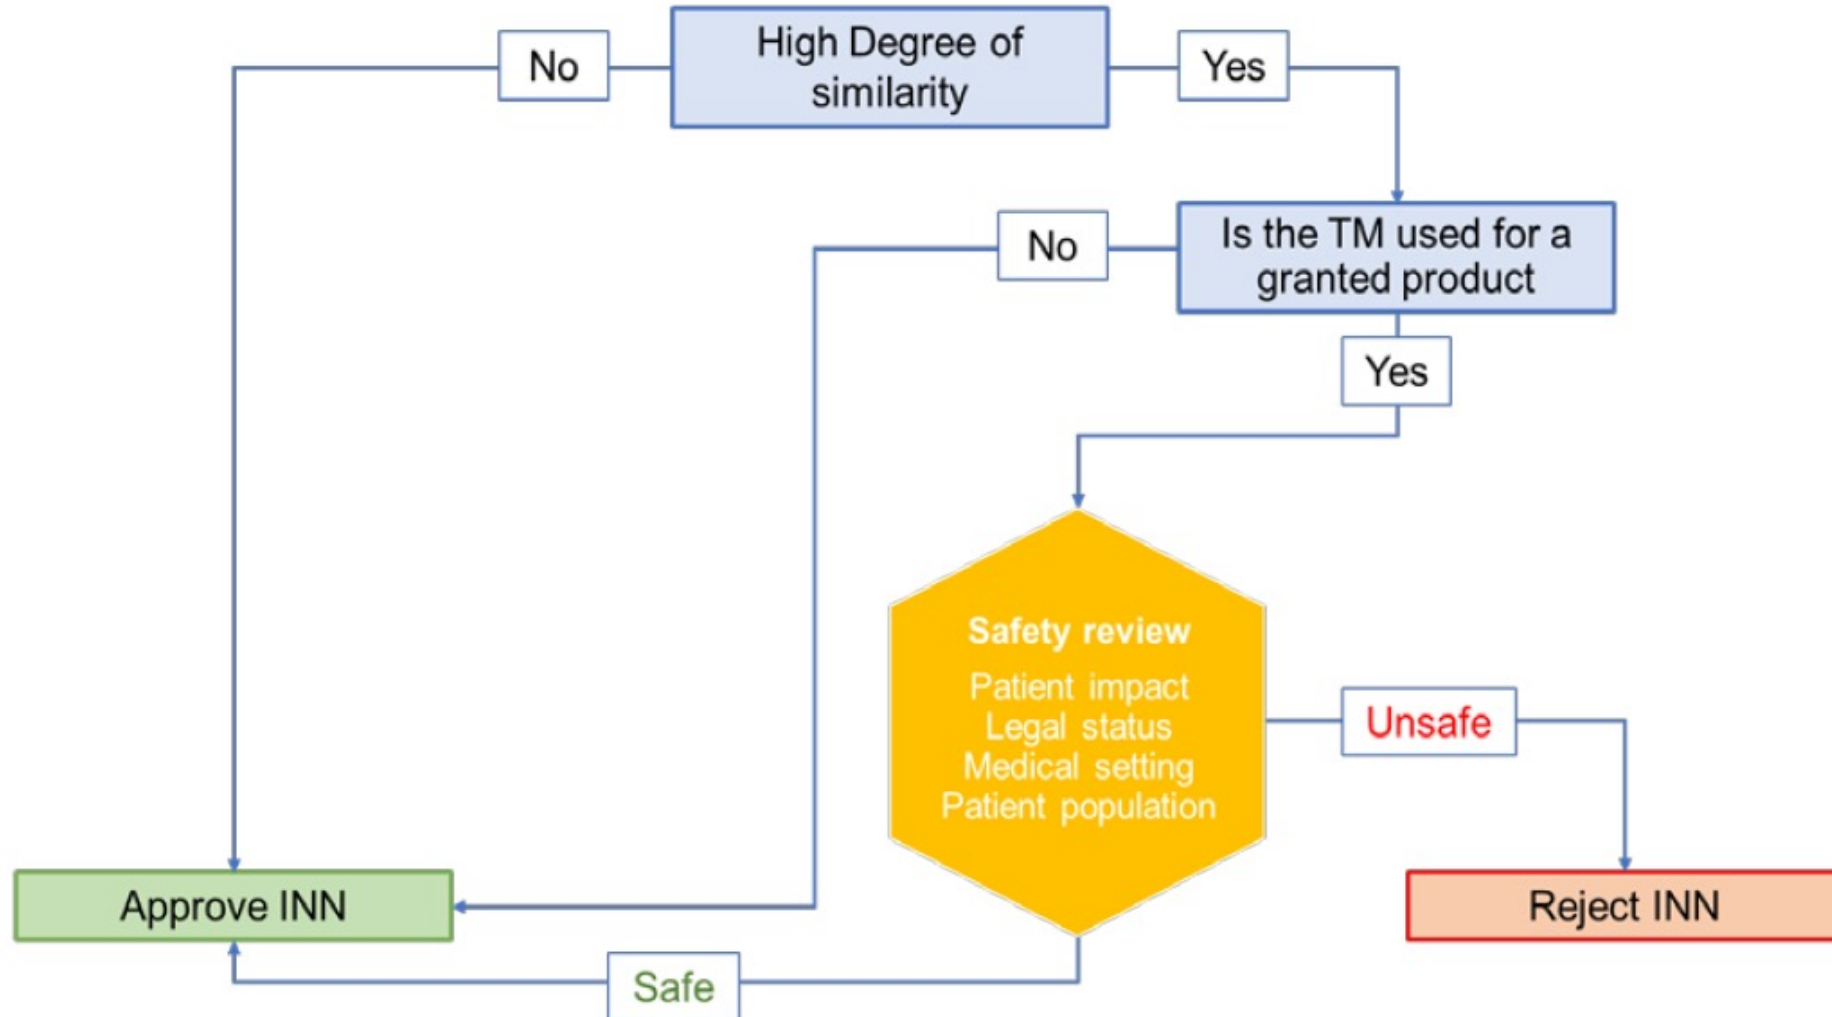 No
High Degree of
similarity
Yes
No
Is the TM used for a
granted product
Yes
Safety review
Patient impact
Legal status
Medical setting
Patient population
Unsafe
Approve INN
Reject INN
Safe